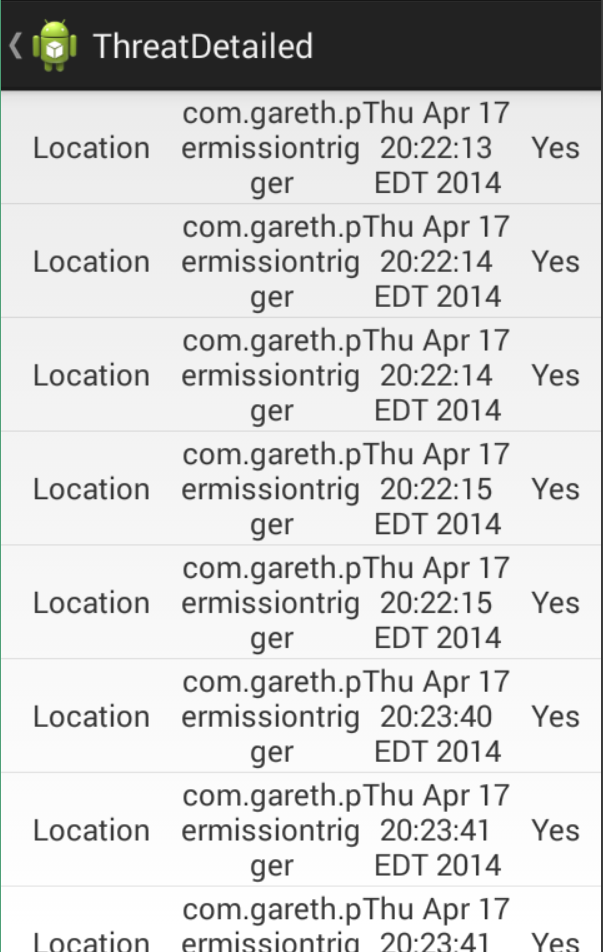 ThreatDetailed
Location com.gareth.permissiontrigger Thu Apr 17 20:22:13 EDT 2014 Yes
Location com.gareth.permissiontrigger Thu Apr 17 20:22:14 EDT 2014 Yes
Location com.gareth.permissiontrigger Thu Apr 17 20:22:14 EDT 2014 Yes
Location com.gareth.permissiontrigger Thu Apr 17 20:22:15 EDT 2014 Yes
Location com.gareth.permissiontrigger Thu Apr 17 20:22:15 EDT 2014 Yes
Location com.gareth.permissiontrigger Thu Apr 17 20:23:40 EDT 2014 Yes
Location com.gareth.permissiontrigger Thu Apr 17 20:23:41 EDT 2014 Yes
Location com.gareth.permissiontrig Thu Apr 17 20:23:41 Yes